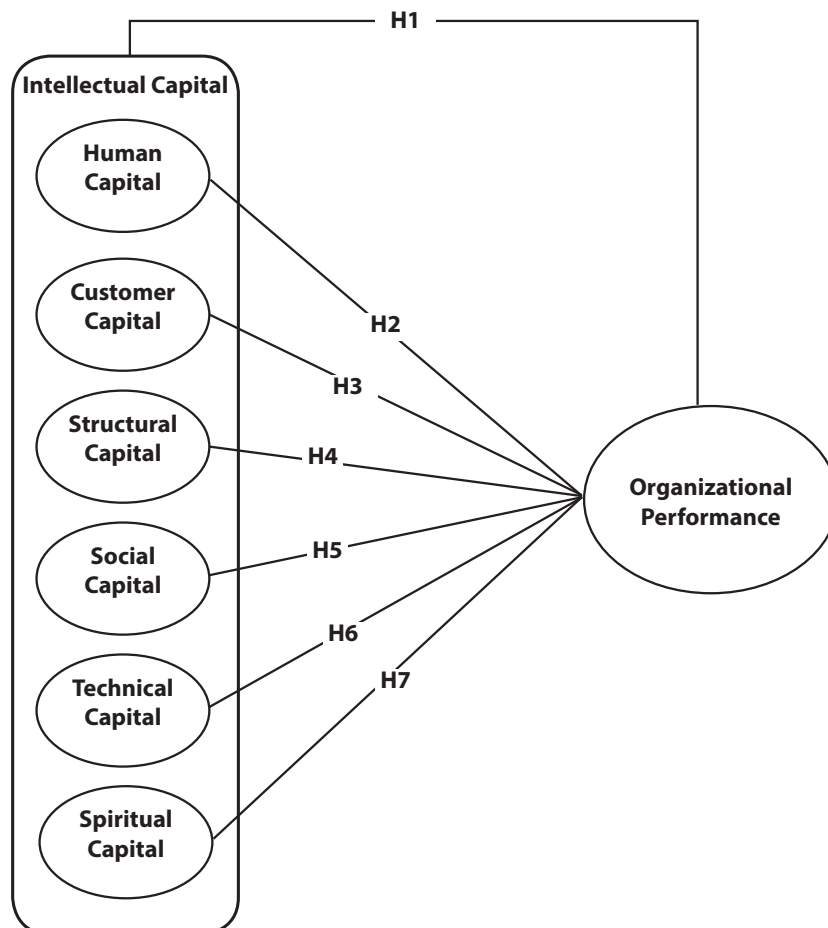 H1
Intellectual Capital
Human
Capital
Customer
Capital
Structural
Capital
Social
Capital
Technical
Capital
Spiritual
Capital
H2
H3
H4
H5
H6
H7
Organizational
Performance